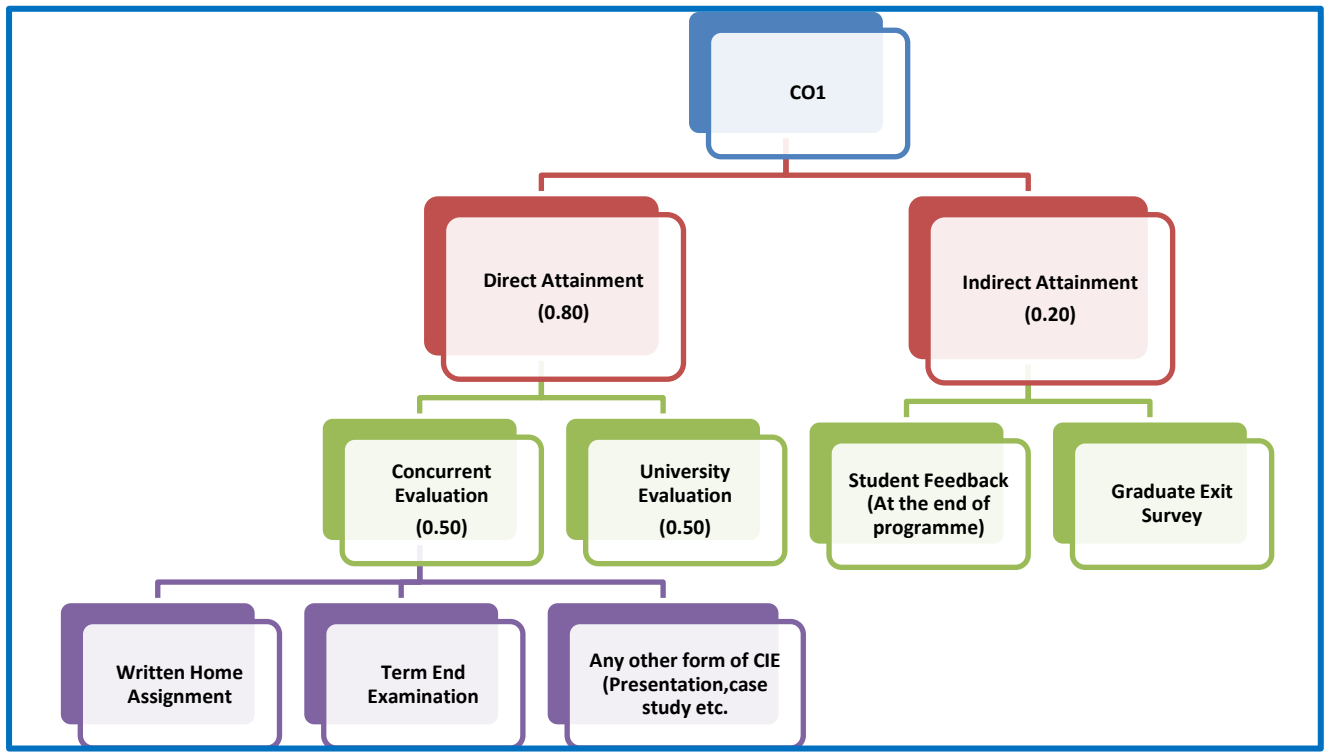 CO1
Direct Attainment
(0.80)
Indirect Attainment
(0.20)
Concurrent
Evaluation
(0.50)
University
Evaluation
(0.50)
Student Feedback
(At the end of
programme)
Graduate Exit
Survey
Written Home
Assignment
Term End
Examination
Any other form of CIE
(Presentation,case
study etc.